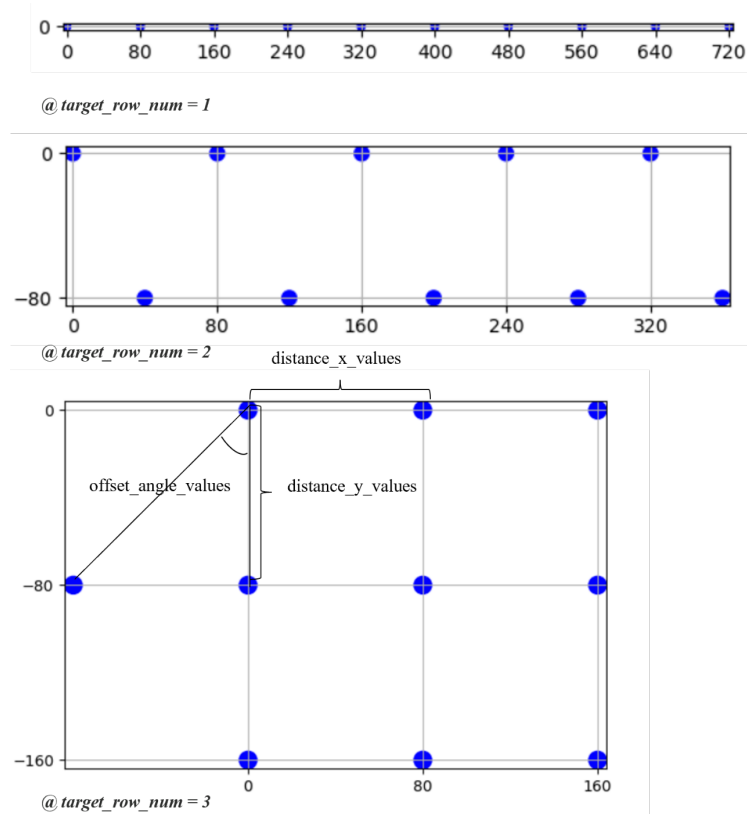 0
0 80 160 240 320 400 480 560 640 720
@ target_row_num = 1
0
−80
0 80 160 240 320
@ target_row_num = 2
distance_x_values
0
offset_angle_values distance_y_values
−80
−160
0 80 160
@ target_row_num = 3